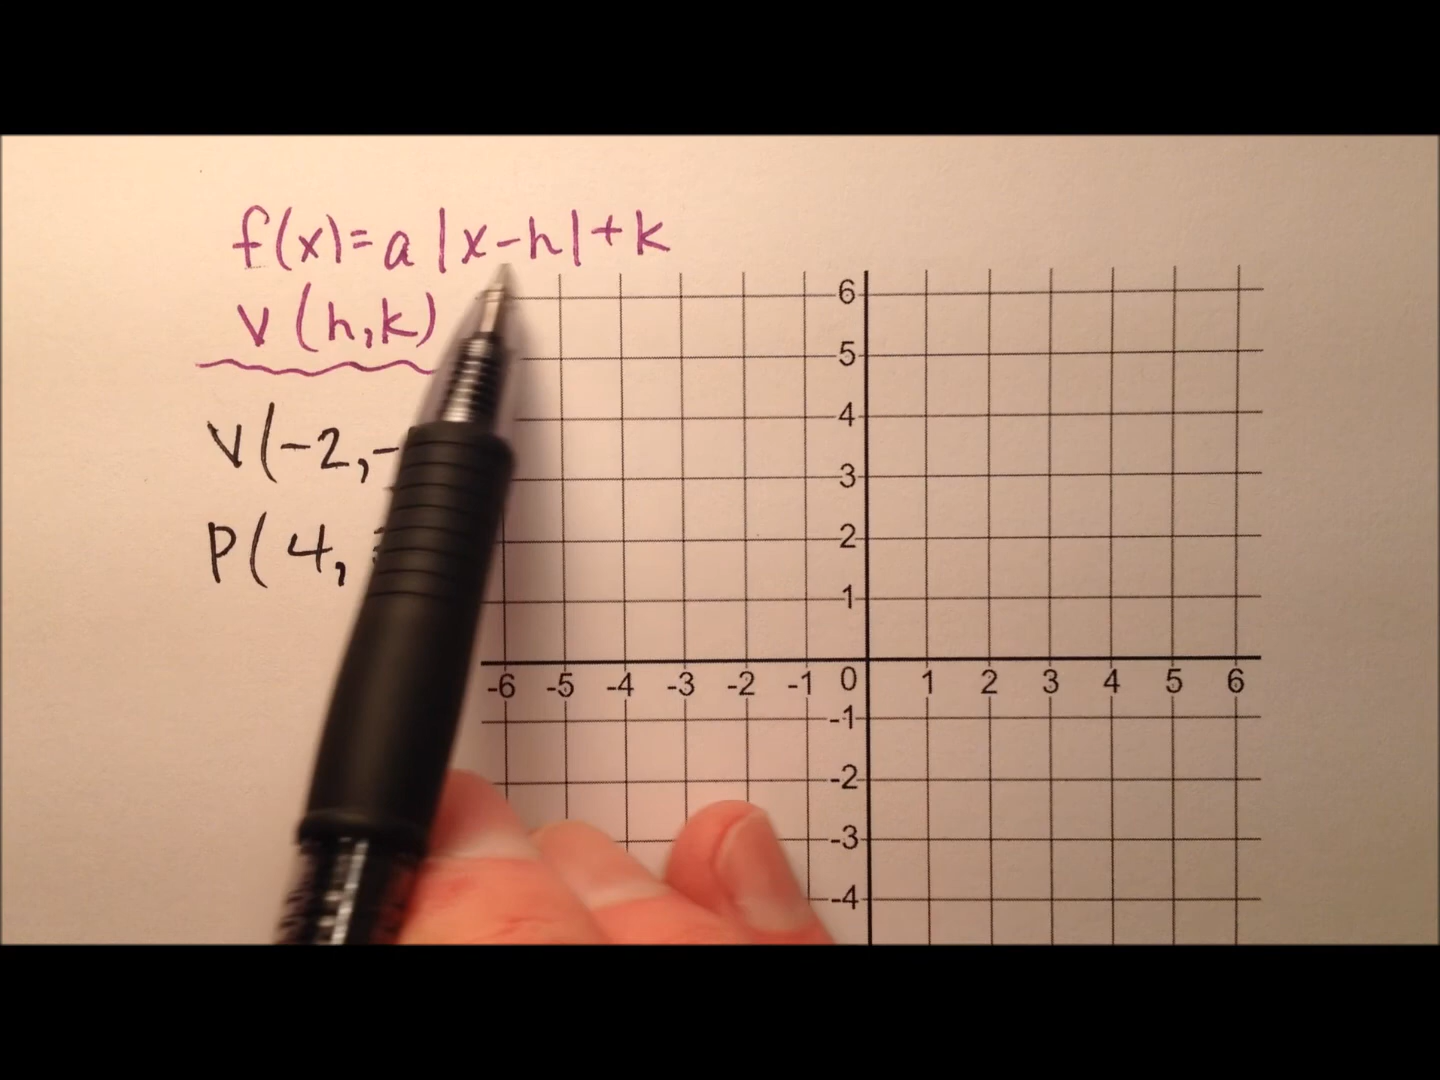 f(x)= a |x-h|+k
V (h,k)
V(-2,-
P( 4,
6
5
4
3
2
1
-6 -5 -4 -3 -2 -1 0 1 2 3 4 5 6
-1
-2
-3
-4